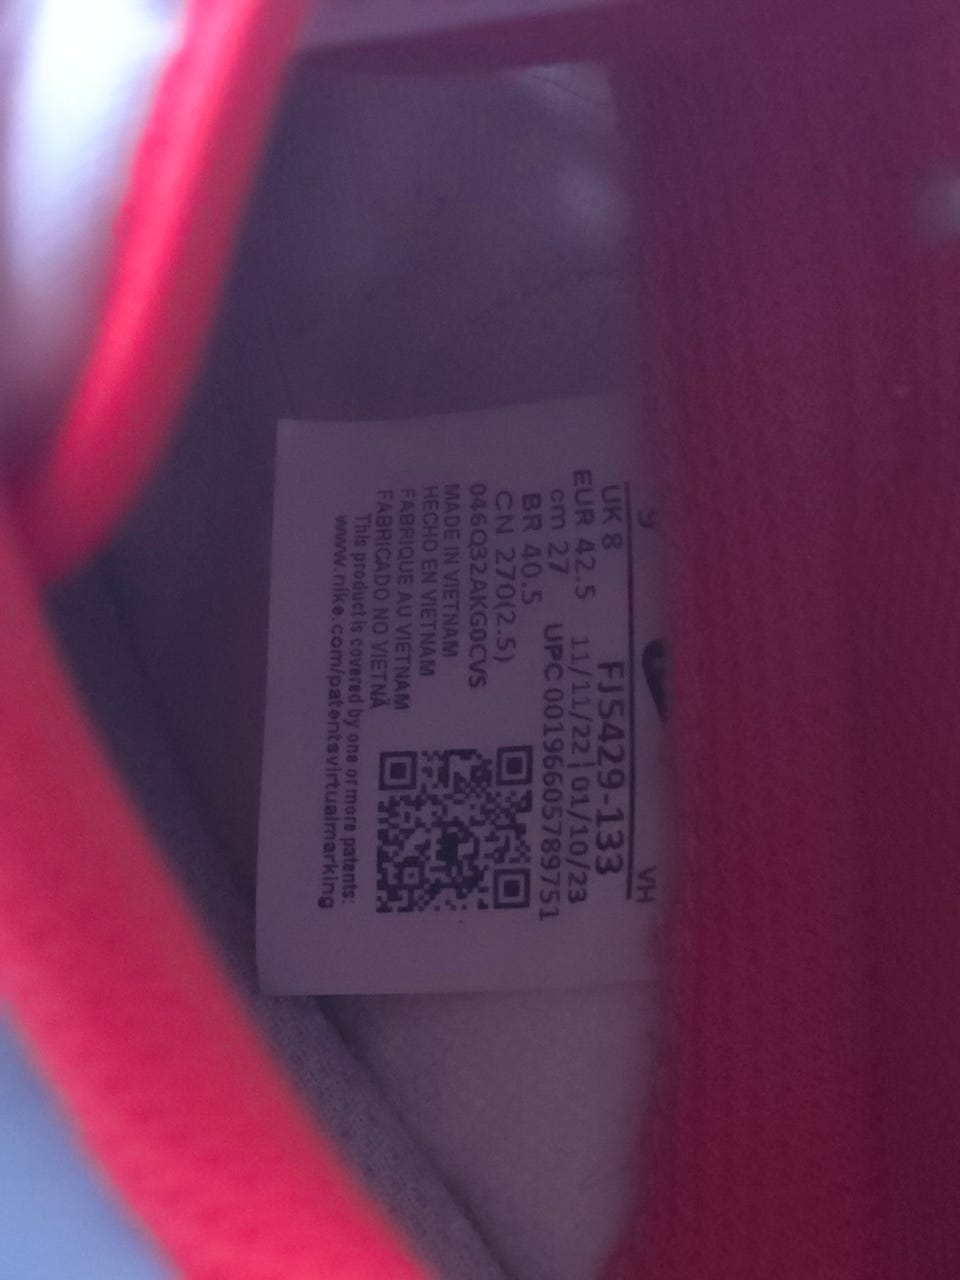 9 VH
UK 8 FJ5429-133
EUR 42.5 11/11/22 | 01/10/23
cm 27 UPC 00196605789751
BR 40.5
CN 270(2.5)
046Q32AKG0CVS
MADE IN VIETNAM
HECHO EN VIETNAM
FABRIQUE AU VIETNAM
FABRICADO NO VIETNÃ
This product is covered by one or more patents:
www.nike.com/patentsvirtualmarking